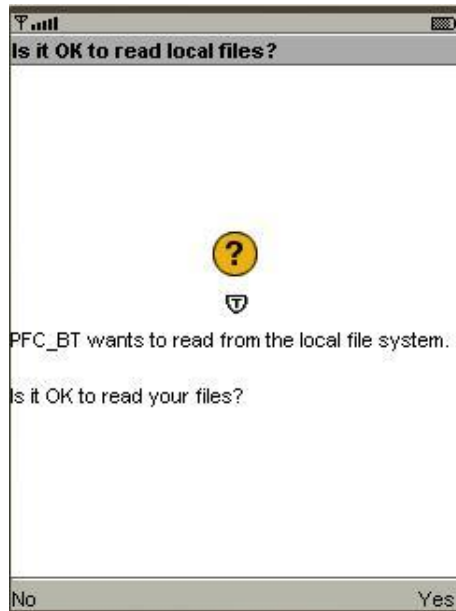 Is it OK to read local files?
?
T
PFC_BT wants to read from the local file system.
Is it OK to read your files?
No Yes